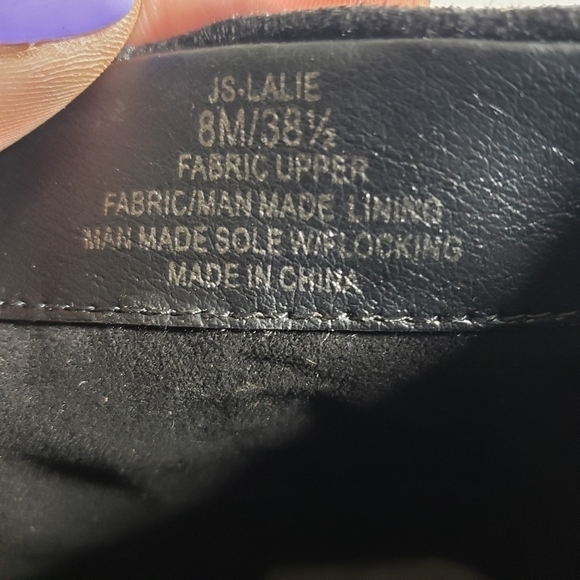 JS-LALIE
8M/38½
FABRIC UPPER
FABRIC/MAN MADE LINING
MAN MADE SOLE W/FLOCKING
MADE IN CHINA